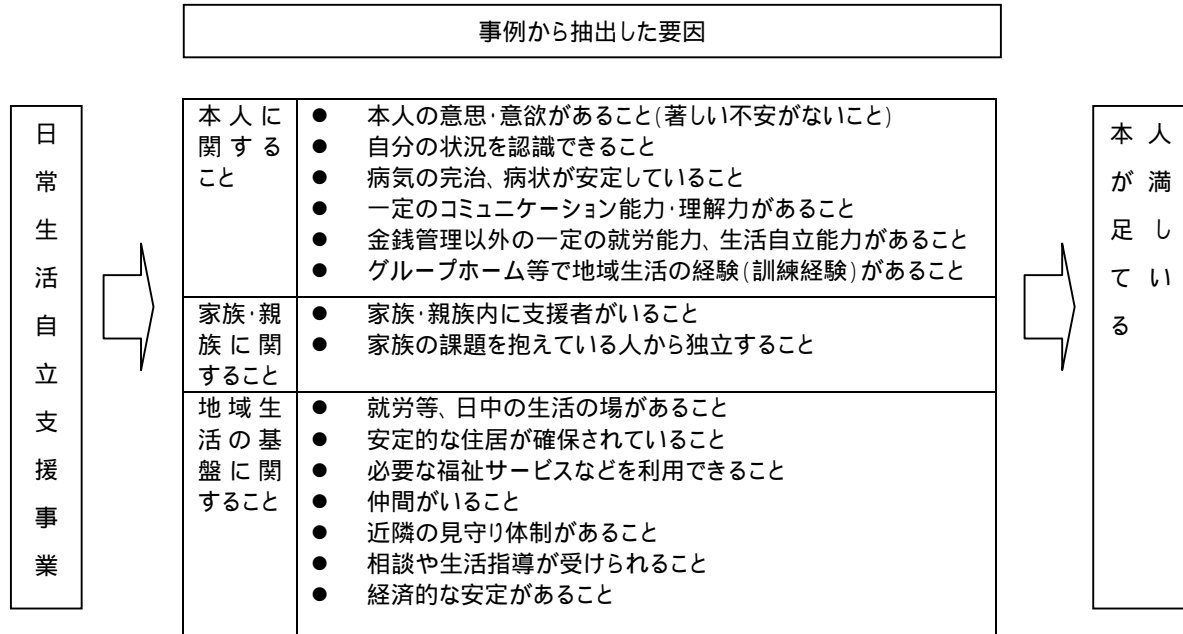 事例から抽出した要因
日常生活自立支援事業
本人に
関する
こと
● 本人の意思・意欲があること(著しい不安がないこと)
● 自分の状況を認識できること
● 病気の完治、病状が安定していること
● 一定のコミュニケーション能力・理解力があること
● 金銭管理以外の一定の就労能力、生活自立能力があること
● グループホーム等で地域生活の経験(訓練経験)があること
家族・親
族に関
すること
● 家族・親族内に支援者がいること
● 家族の課題を抱えている人から独立すること
地域生
活の基
盤に関
すること
● 就労等、日中の生活の場があること
● 安定的な住居が確保されていること
● 必要な福祉サービスなどを利用できること
● 仲間がいること
● 近隣の見守り体制があること
● 相談や生活指導が受けられること
● 経済的な安定があること
本人
が満
足し
てい
る